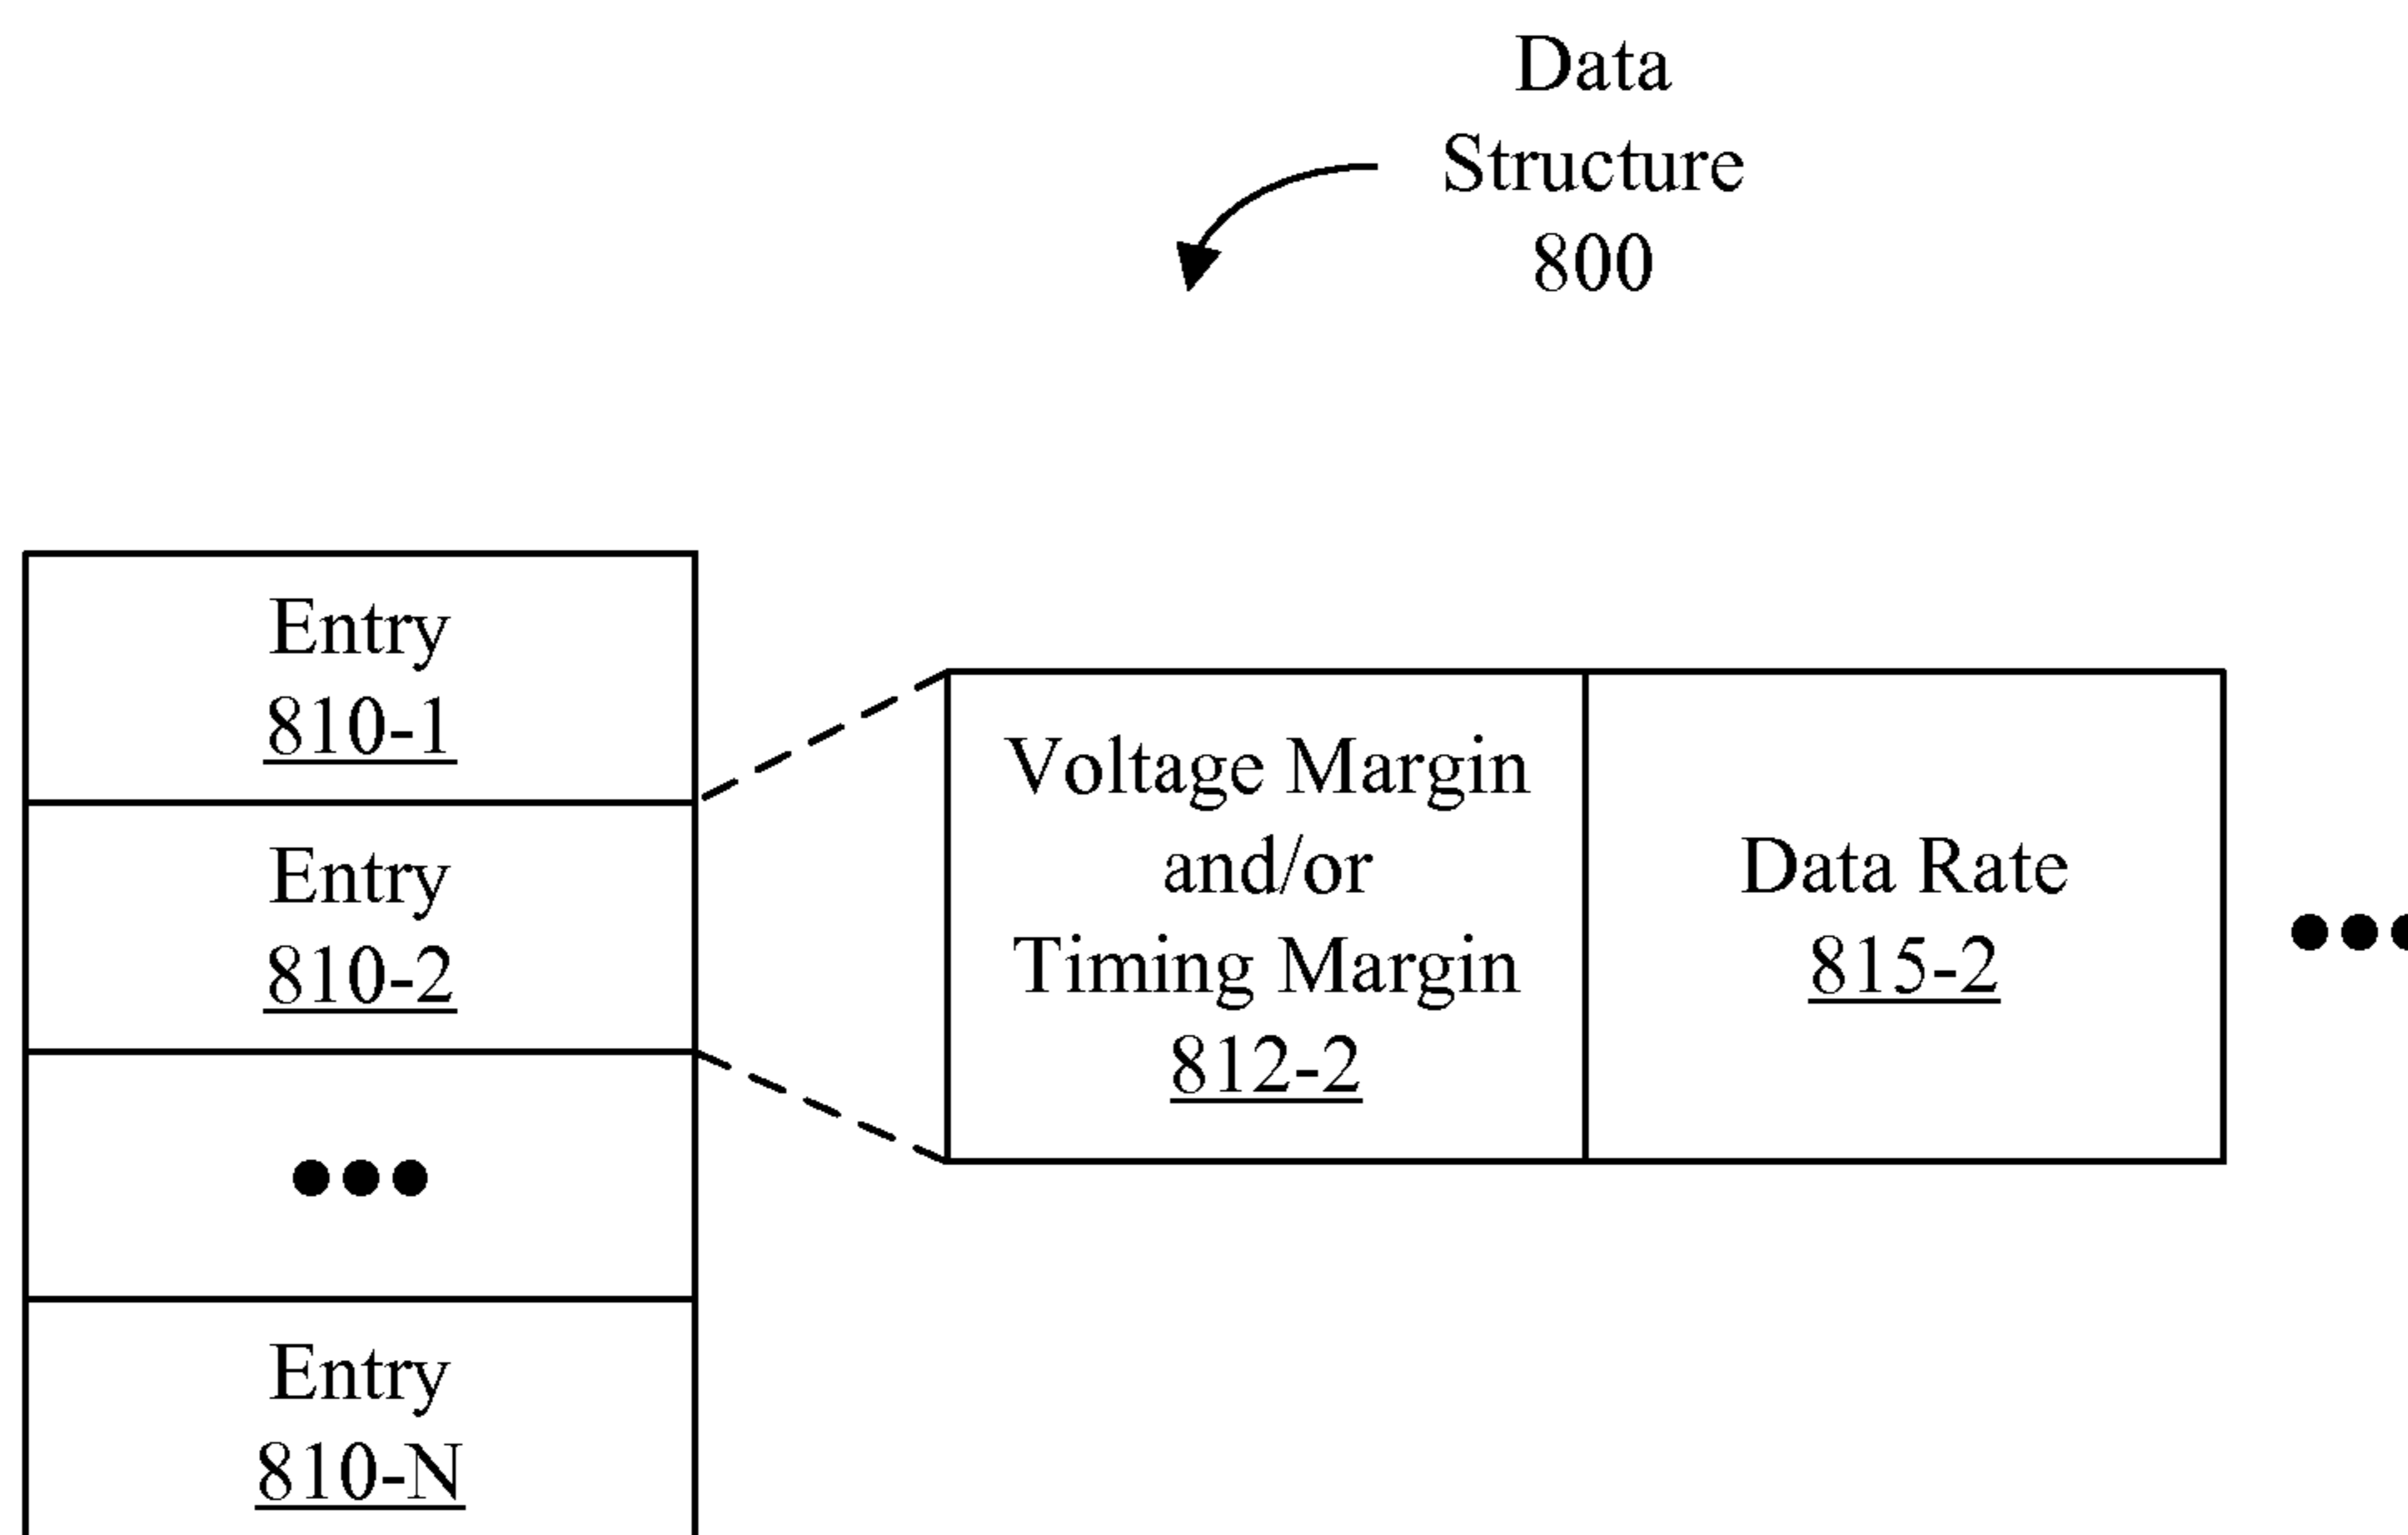 Data
Structure
800
Entry
810-1
Entry
810-2
●●●
Entry
810-N
Voltage Margin
and/or
Timing Margin
812-2
Data Rate
815-2
●●●